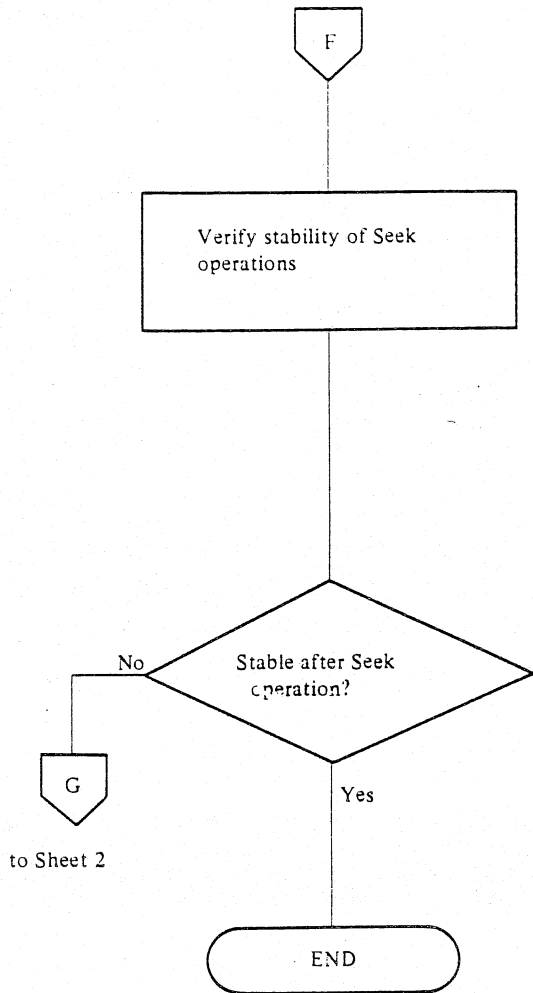 F
Verify stability of Seek
operations
Stable after Seek
operation?
No
G
to Sheet 2
Yes
END